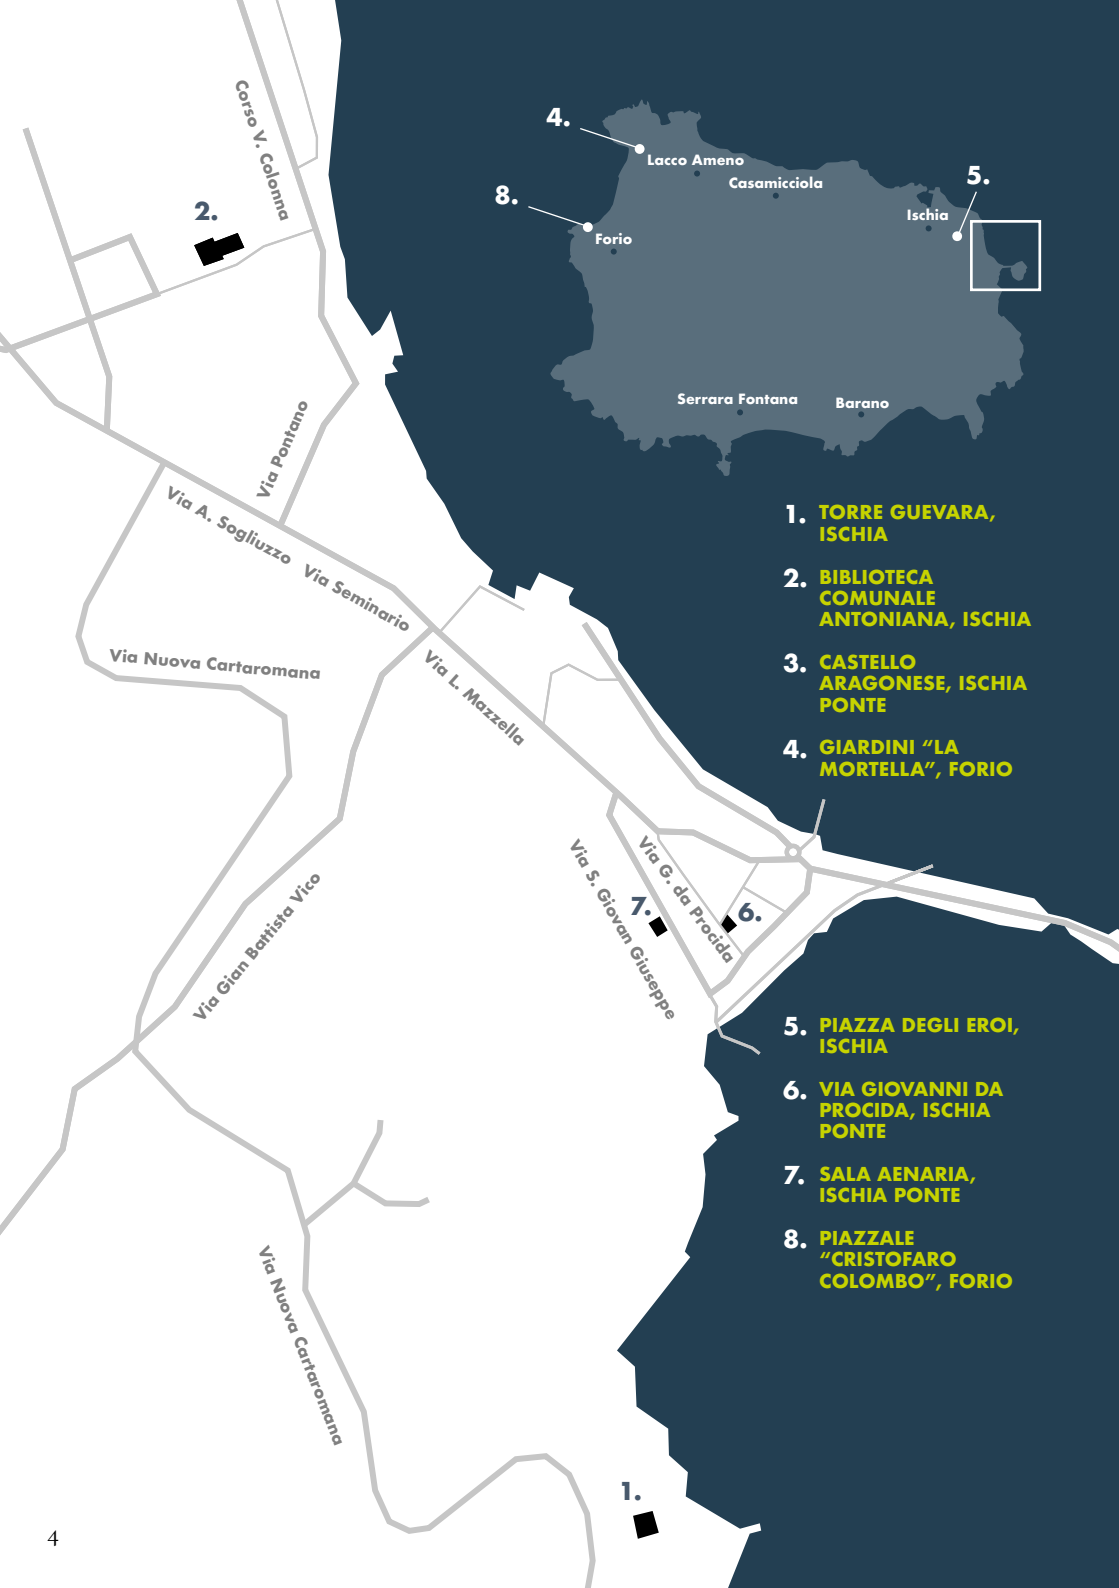 Corso V. Colonna
2.
4.
Lacco Ameno
Casamicciola
5.
8.
Ischia
Forio
Serrara Fontana
Barano
Via Pontano
Via A. Sogliuzzo
Via Seminario
Via Nuova Cartaromana
Via L. Mazzella
1. TORRE GUEVARA,
ISCHIA
2. BIBLIOTECA
COMUNALE
ANTONIANA, ISCHIA
3. CASTELLO
ARAGONESE, ISCHIA
PONTE
4. GIARDINI “LA
MORTELLA”, FORIO
Via S. Giovan Giuseppe
Via G. da Procida
7.
6.
Via Gian Battista Vico
5. PIAZZA DEGLI EROI,
ISCHIA
6. VIA GIOVANNI DA
PROCIDA, ISCHIA
PONTE
7. SALA AENARIA,
ISCHIA PONTE
8. PIAZZALE
“CRISTOFARO
COLOMBO”, FORIO
Via Nuova Cartaromana
1.
4